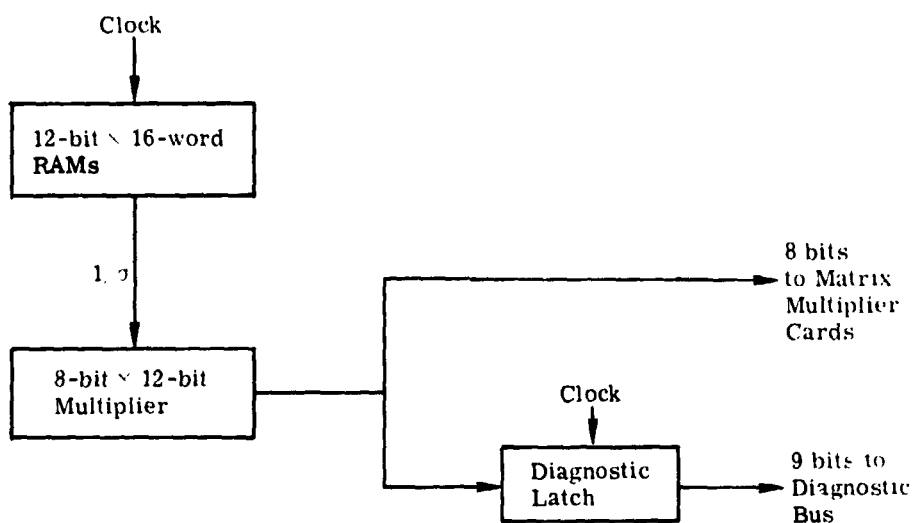 Clock
12-bit × 16-word
RAMs
1, σ
8-bit × 12-bit
Multiplier
8 bits
to Matrix
Multiplier
Cards
Clock
Diagnostic
Latch
9 bits to
Diagnostic
Bus